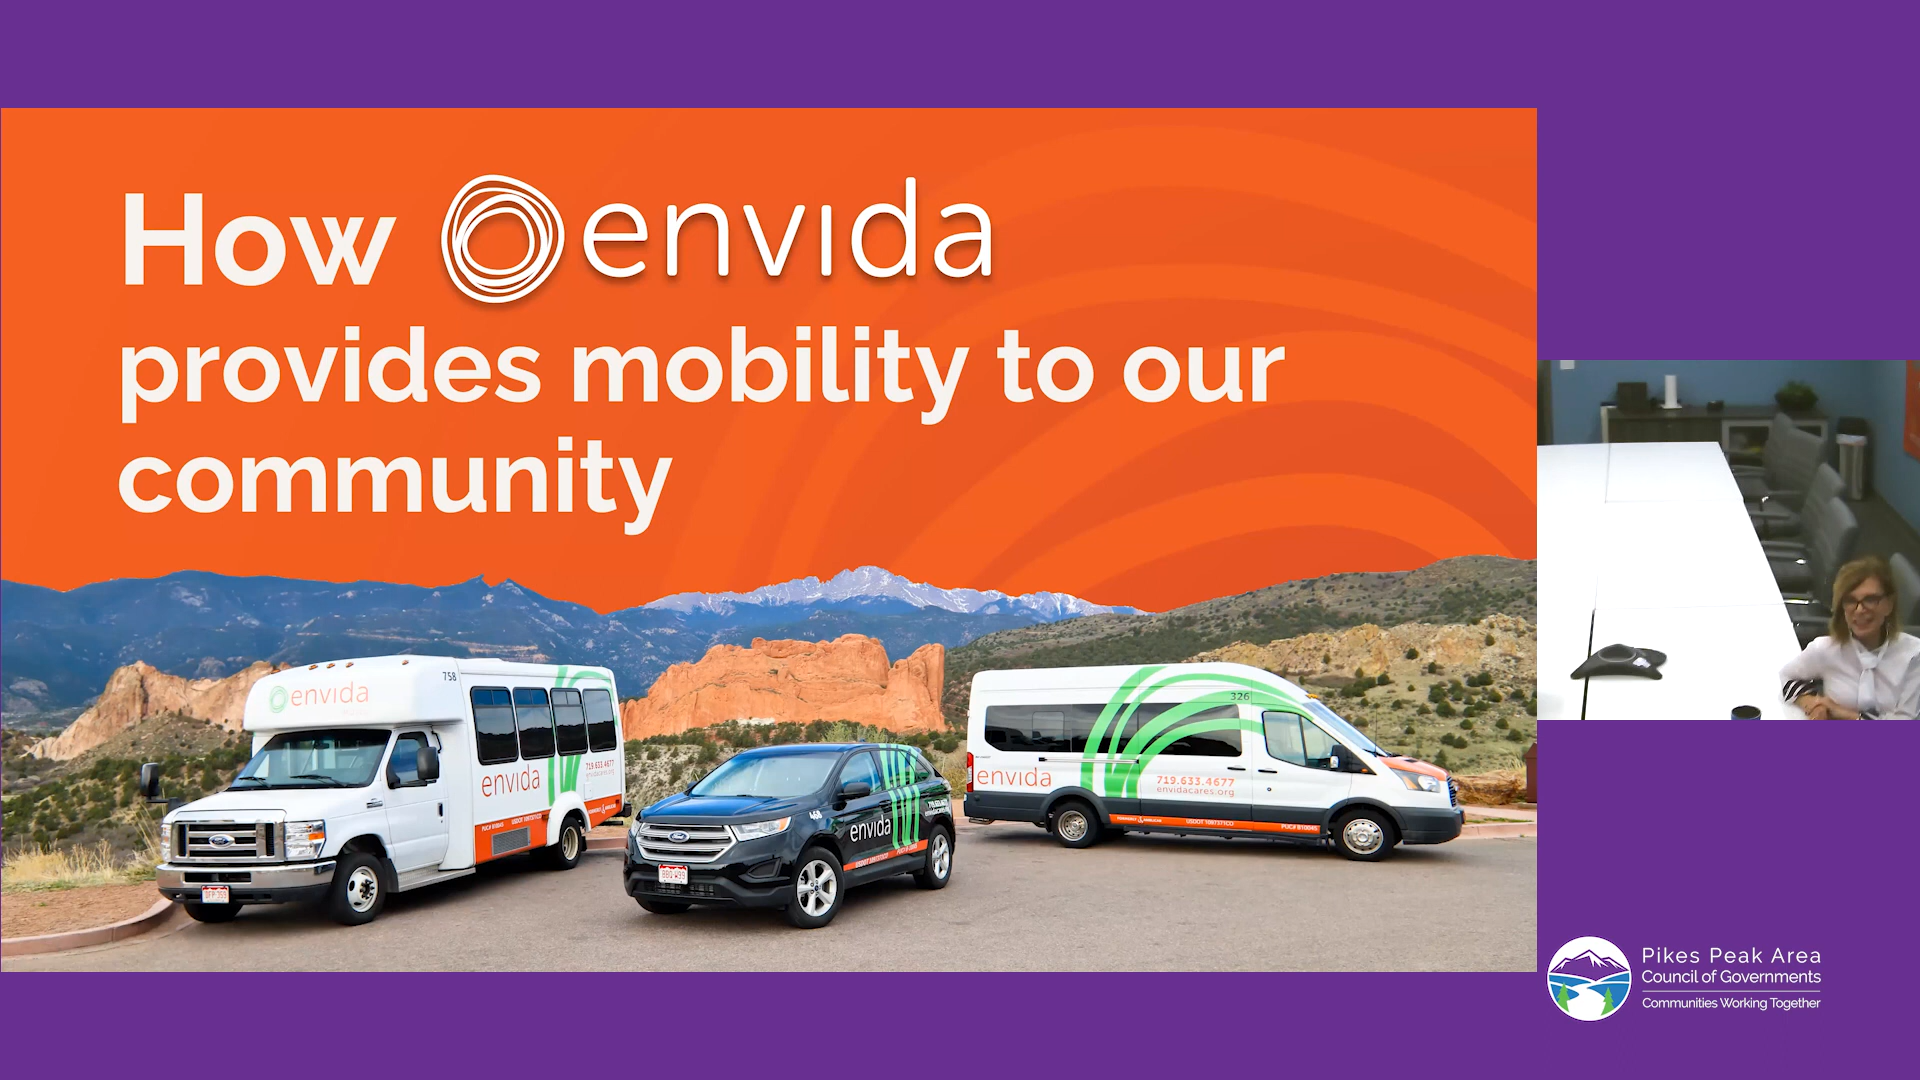 How envida
provides mobility to our
community
758
envida
envida
719.633.4677
envidacares.org
468
envida
326
envida
719.633.4677
envidacares.org
Pikes Peak Area
Council of Governments
Communities Working Together